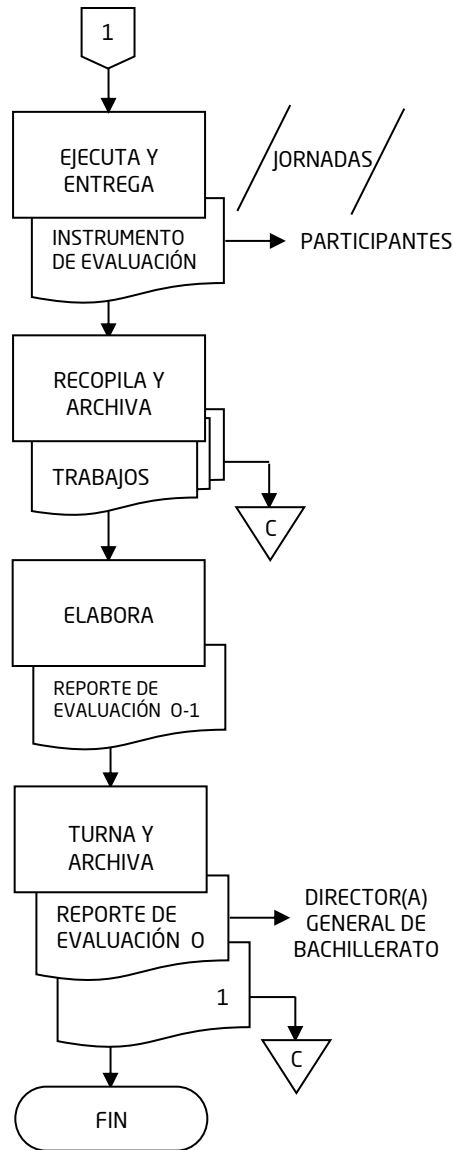 1
EJECUTA Y
ENTREGA
JORNADAS
INSTRUMENTO
DE EVALUACIÓN
PARTICIPANTES
RECOPILA Y
ARCHIVA
TRABAJOS
C
ELABORA
REPORTE DE
EVALUACIÓN O-1
TURNA Y
ARCHIVA
REPORTE DE
EVALUACIÓN O
DIRECTOR(A)
GENERAL DE
BACHILLERATO
1
C
FIN